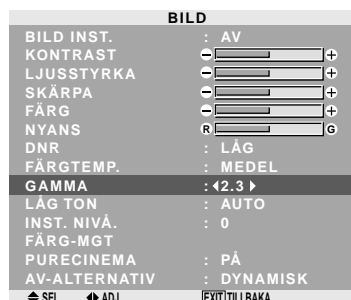 BILD
BILD INST. : AV
KONTRAST
LJUSSTYRKA
SKÄRPA
FÄRG
NYANS R G
DNR : LÅG
FÄRGTEMP. : MEDEL
GAMMA : 2.3
LÅG TON : AUTO
INST. NIVÅ. : 0
FÄRG-MGT
PURECINEMA : PÅ
AV-ALTERNATIV : DYNAMISK
SEL. ADJ. EXIT TILLBAKA